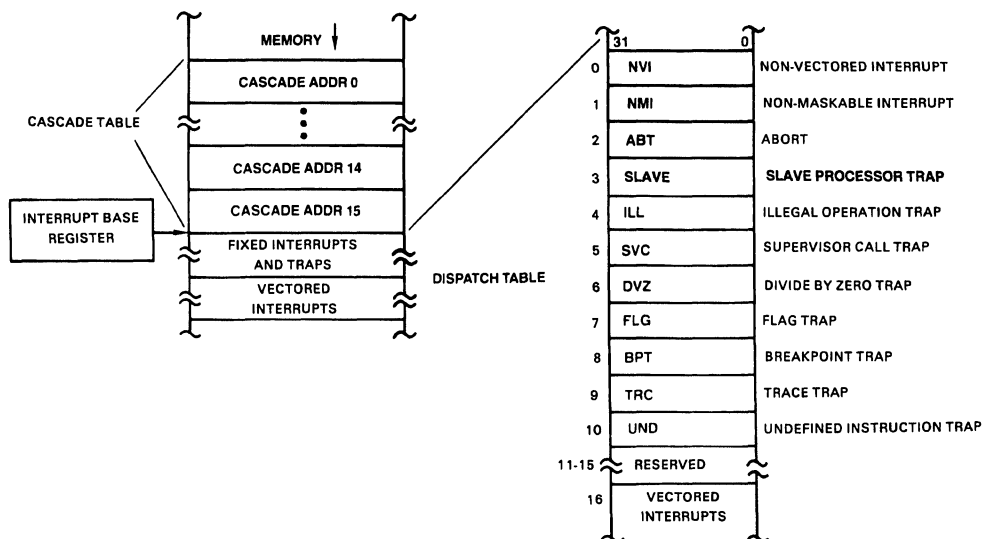 MEMORY
CASCADE ADDR 0
CASCADE TABLE
CASCADE ADDR 14
CASCADE ADDR 15
INTERRUPT BASE
REGISTER
FIXED INTERRUPTS
AND TRAPS
VECTORED
INTERRUPTS
DISPATCH TABLE
31 0
0 NVI NON-VECTORED INTERRUPT
1 NMI NON-MASKABLE INTERRUPT
2 ABT ABORT
3 SLAVE SLAVE PROCESSOR TRAP
4 ILL ILLEGAL OPERATION TRAP
5 SVC SUPERVISOR CALL TRAP
6 DVZ DIVIDE BY ZERO TRAP
7 FLG FLAG TRAP
8 BPT BREAKPOINT TRAP
9 TRC TRACE TRAP
10 UND UNDEFINED INSTRUCTION TRAP
11-15 RESERVED
16 VECTORED
INTERRUPTS